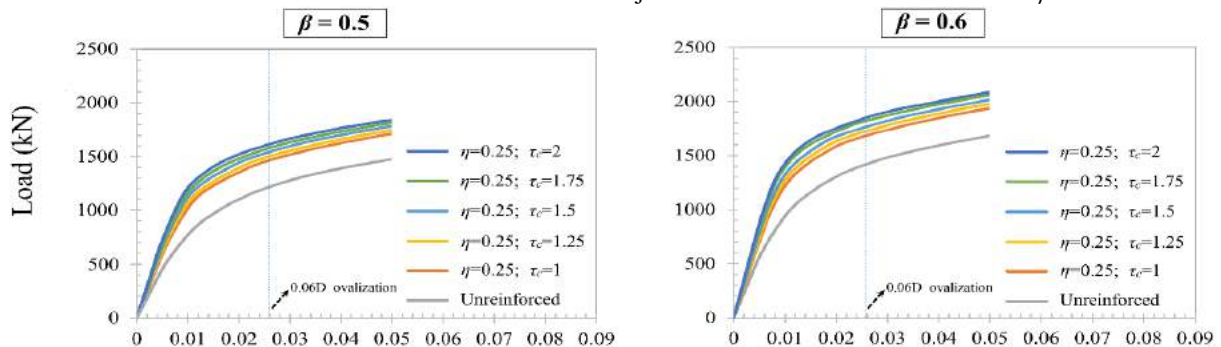 β = 0.5
2500
2000
1500
1000
500
0
Load (kN)
η=0.25; τc=2
η=0.25; τc=1.75
η=0.25; τc=1.5
η=0.25; τc=1.25
η=0.25; τc=1
Unreinforced
0.06D ovalization
0 0.01 0.02 0.03 0.04 0.05 0.06 0.07 0.08 0.09
β = 0.6
2500
2000
1500
1000
500
0
η=0.25; τc=2
η=0.25; τc=1.75
η=0.25; τc=1.5
η=0.25; τc=1.25
η=0.25; τc=1
Unreinforced
0.06D ovalization
0 0.01 0.02 0.03 0.04 0.05 0.06 0.07 0.08 0.09